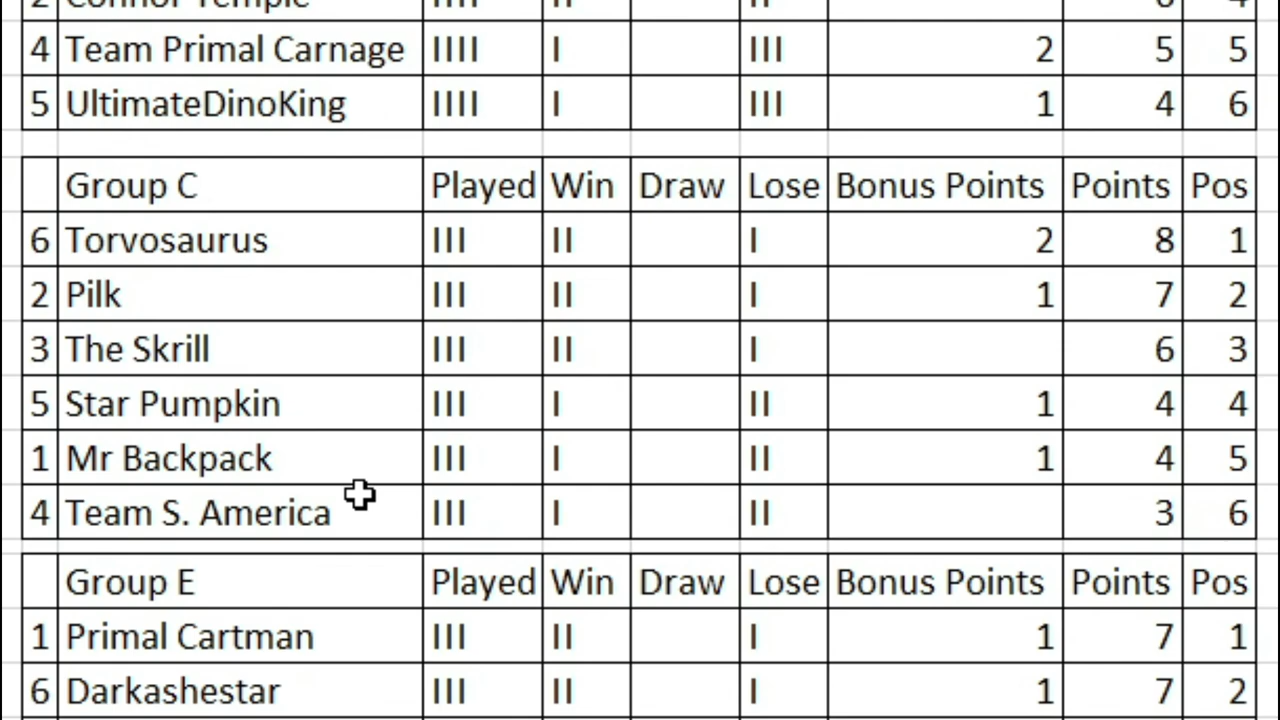 2 Connor Temple IIII II II 6 4
4 Team Primal Carnage IIII I III 2 5 5
5 UltimateDinoKing IIII I III 1 4 6
Group C Played Win Draw Lose Bonus Points Points Pos
6 Torvosaurus III II I 2 8 1
2 Pilk III II I 1 7 2
3 The Skrill III II I 6 3
5 Star Pumpkin III I II 1 4 4
1 Mr Backpack III I II 1 4 5
4 Team S. America III I II 3 6
Group E Played Win Draw Lose Bonus Points Points Pos
1 Primal Cartman III II I 1 7 1
6 Darkashestar III II I 1 7 2